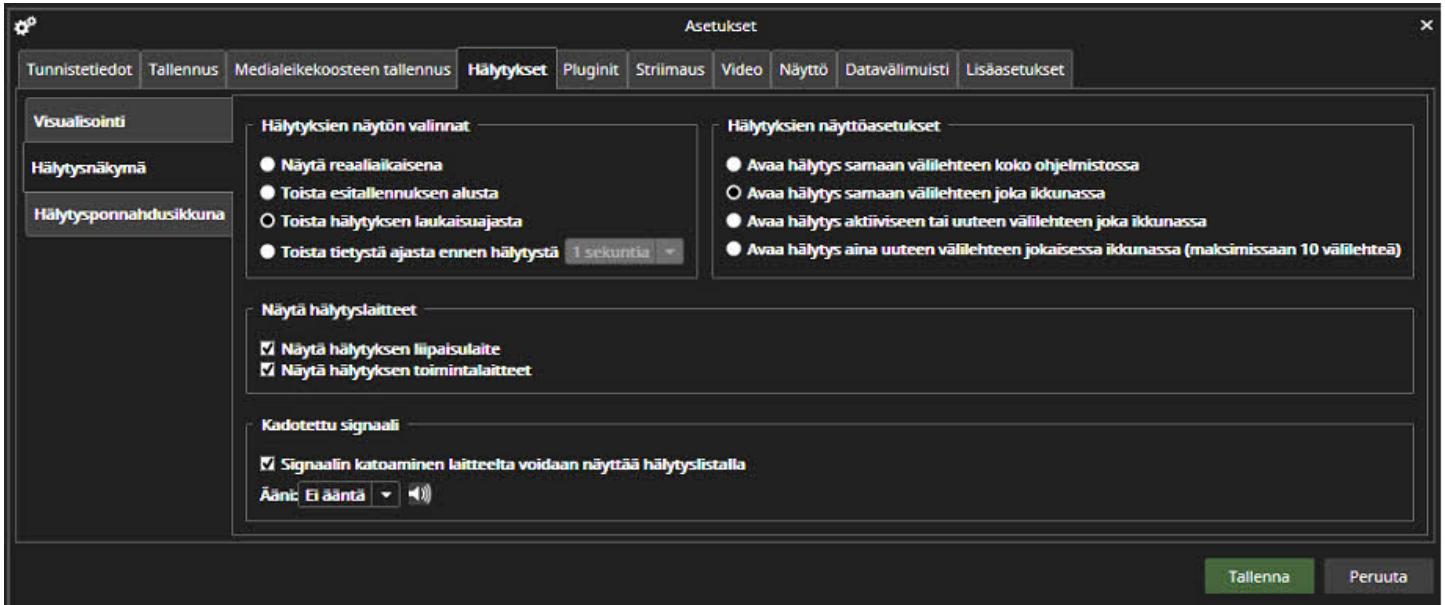 Asetukset
Tunnistetiedot Tallennus Medialeikekoosteen tallennus Hälytykset Pluginit Striimaus Video Näyttö Datavälimuisti Lisäasetukset
Visualisointi
Hälytysnäkymä
Hälytysponnahdusikkuna
Hälytyksien näytön valinnat
Näytä reaaliaikaisena
Toista esitallennuksen alusta
Toista hälytyksen laukaisuajasta
Toista tietystä ajasta ennen hälytystä 1 sekuntia
Hälytyksien näyttöasetukset
Avaa hälytys samaan välilehteen koko ohjelmistossa
Avaa hälytys samaan välilehteen joka ikkunassa
Avaa hälytys aktiiviseen tai uuteen välilehteen joka ikkunassa
Avaa hälytys aina uuteen välilehteen jokaisessa ikkunassa (maksimissaan 10 välilehteä)
Näytä hälytyslaitteet
Näytä hälytyksen liipaisulaite
Näytä hälytyksen toimintalaitteet
Kadotettu signaali
Signaalin katoaminen laitteelta voidaan näyttää hälytyslistalla
Ääni: Ei ääntä
Tallenna Peruuta